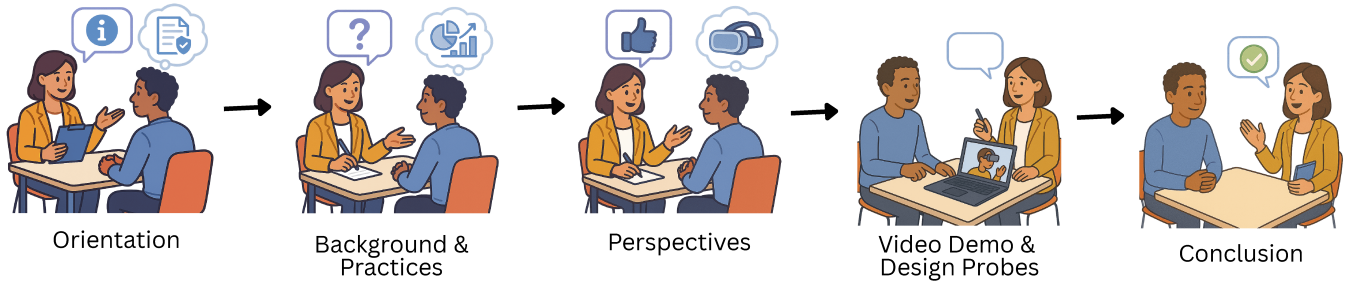 Orientation
Background &
Practices
Perspectives
Video Demo &
Design Probes
Conclusion